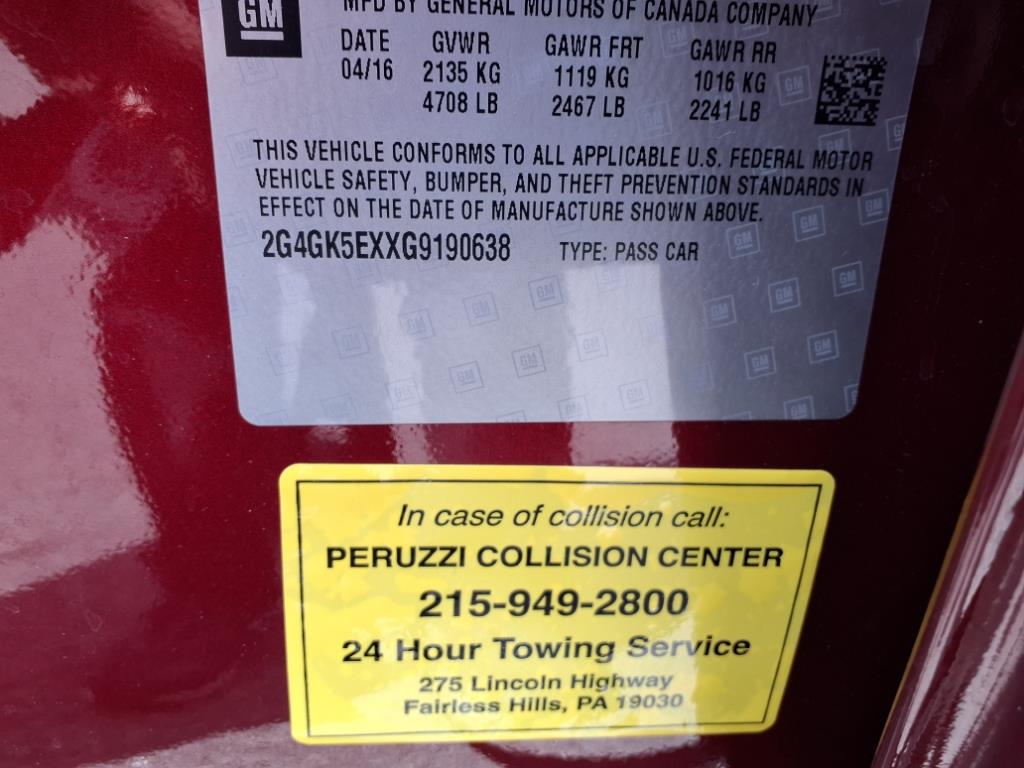 GM
MFD BY GENERAL MOTORS OF CANADA COMPANY
DATE GVWR GAWR FRT GAWR RR
04/16 2135 KG 1119 KG 1016 KG
4708 LB 2467 LB 2241 LB
THIS VEHICLE CONFORMS TO ALL APPLICABLE U.S. FEDERAL MOTOR
VEHICLE SAFETY, BUMPER, AND THEFT PREVENTION STANDARDS IN
EFFECT ON THE DATE OF MANUFACTURE SHOWN ABOVE.
2G4GK5EXXG9190638 TYPE: PASS CAR
In case of collision call:
PERUZZI COLLISION CENTER
215-949-2800
24 Hour Towing Service
275 Lincoln Highway
Fairless Hills, PA 19030